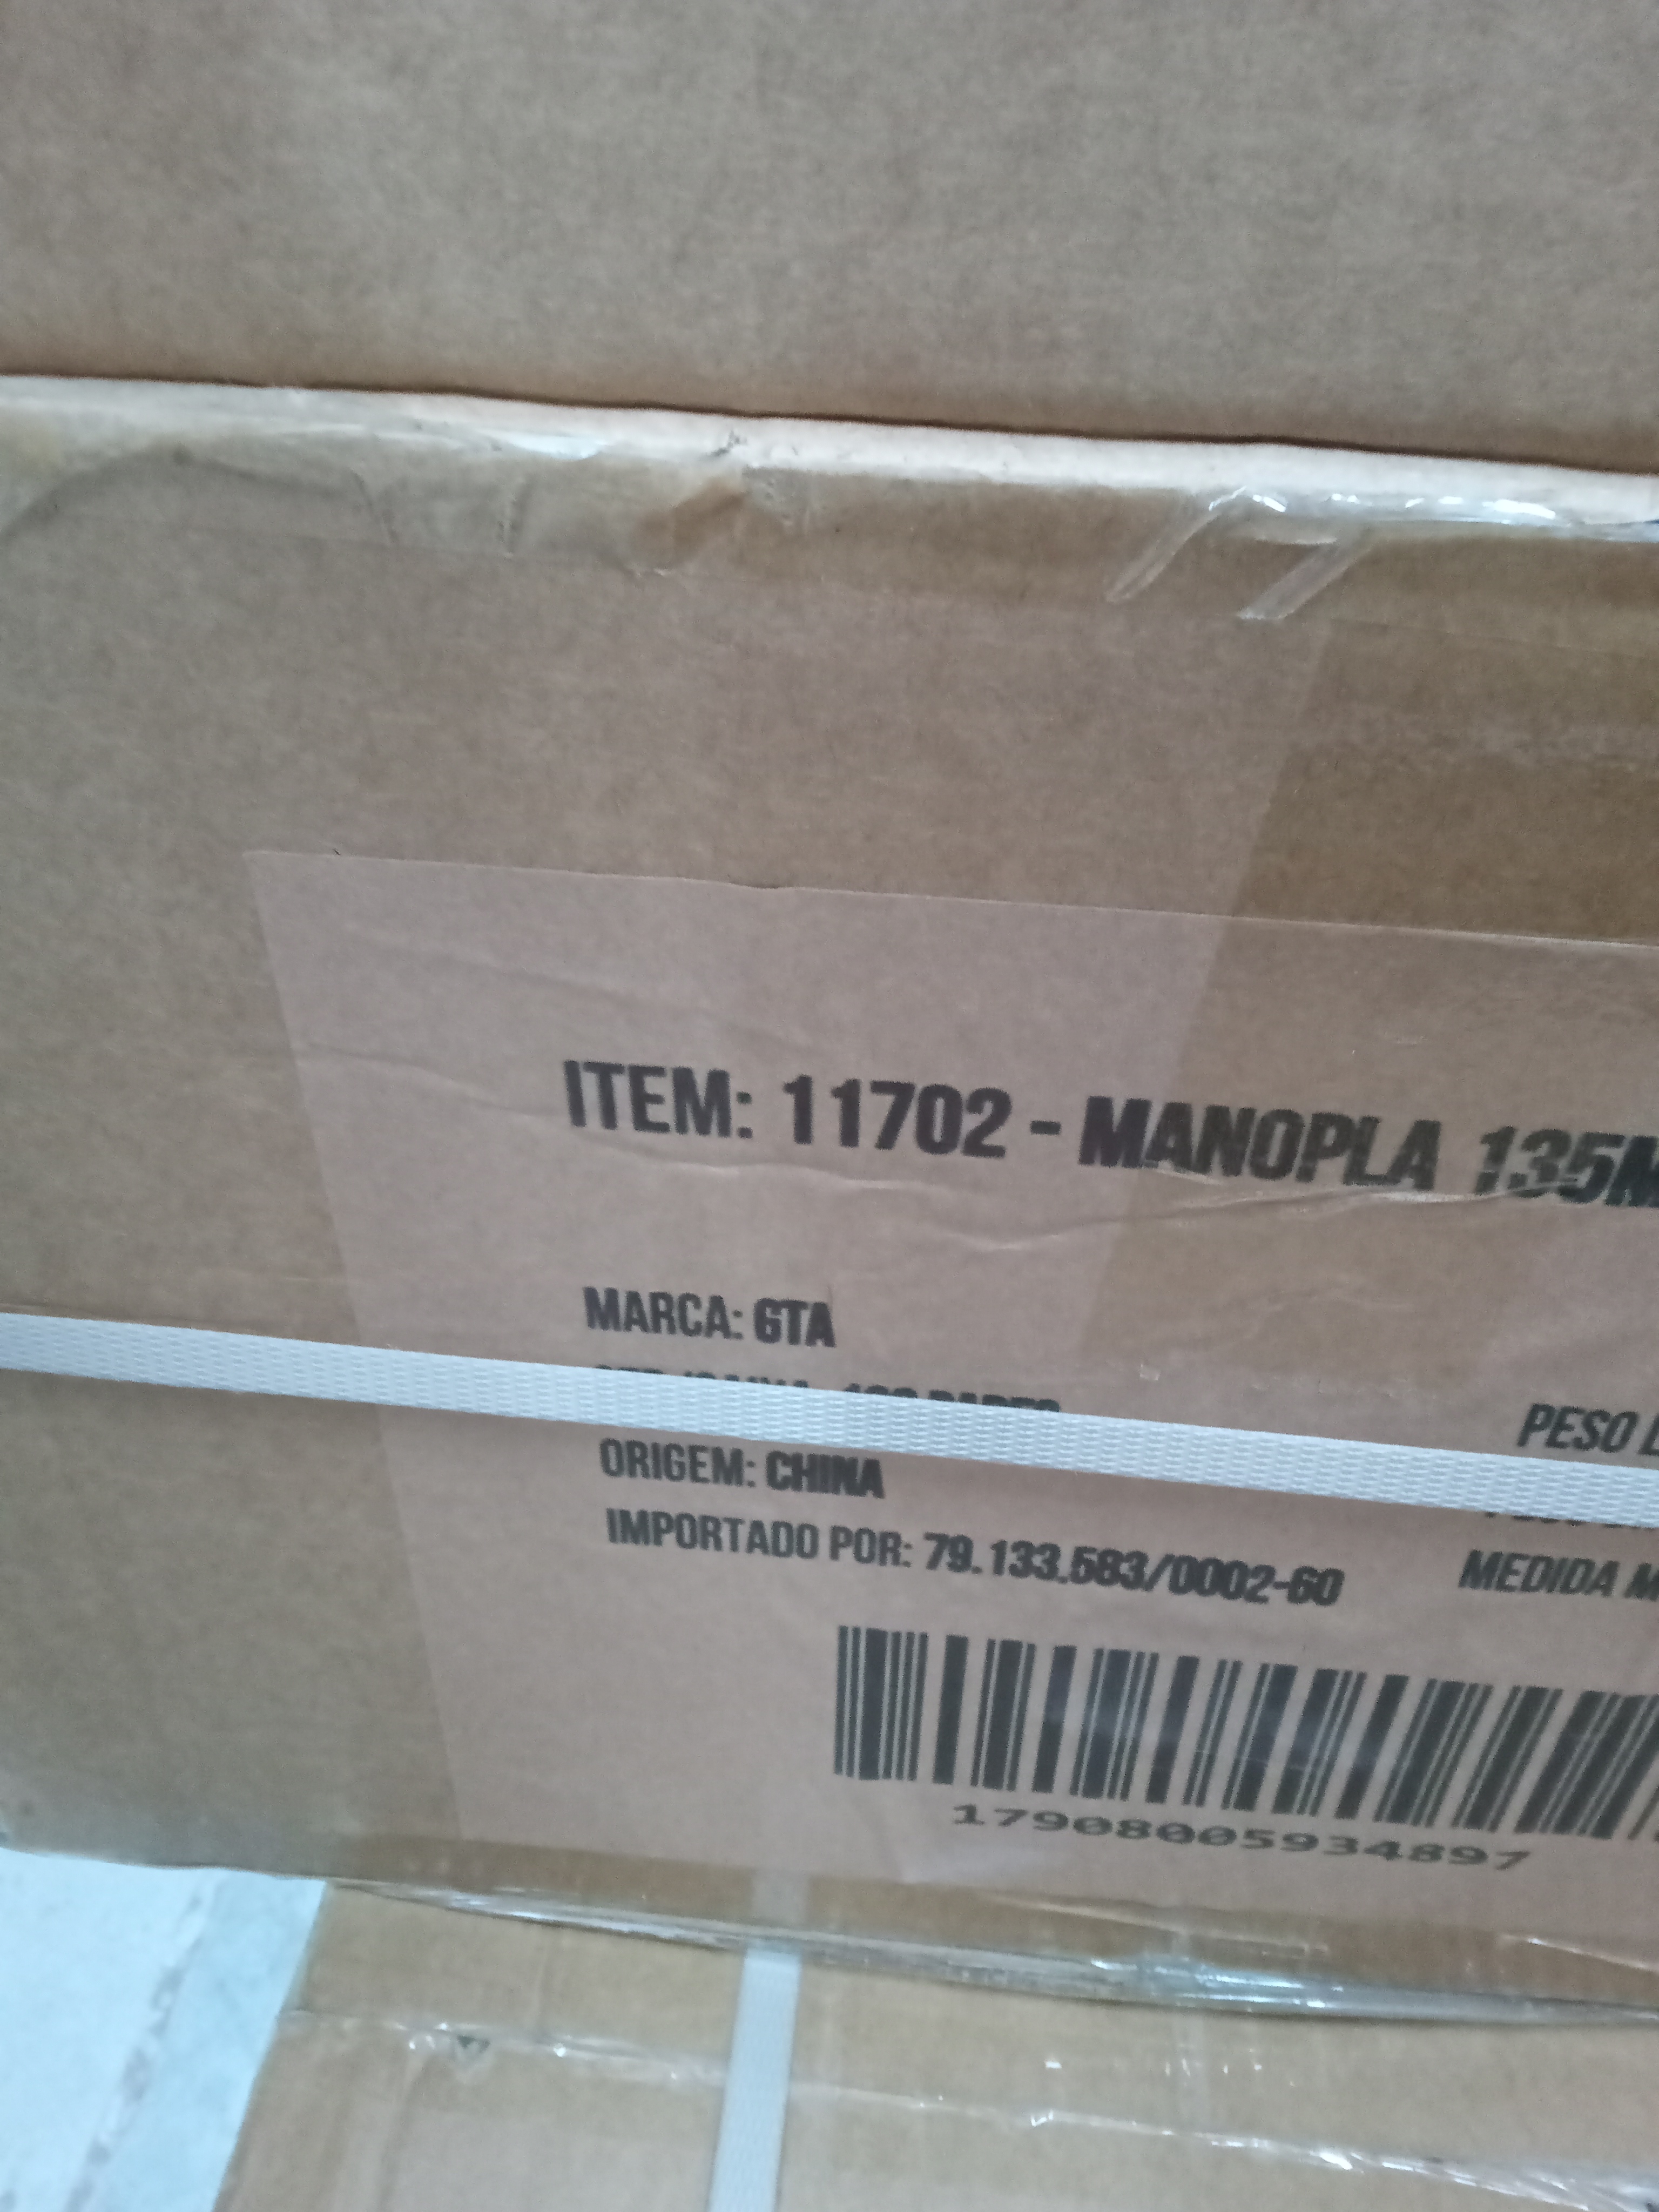 ITEM: 11702 - MANOPLA 135M
MARCA: GTA
PESO
ORIGEM: CHINA
IMPORTADO POR: 79.133.583/0002-60
MEDIDA M
17908005934897